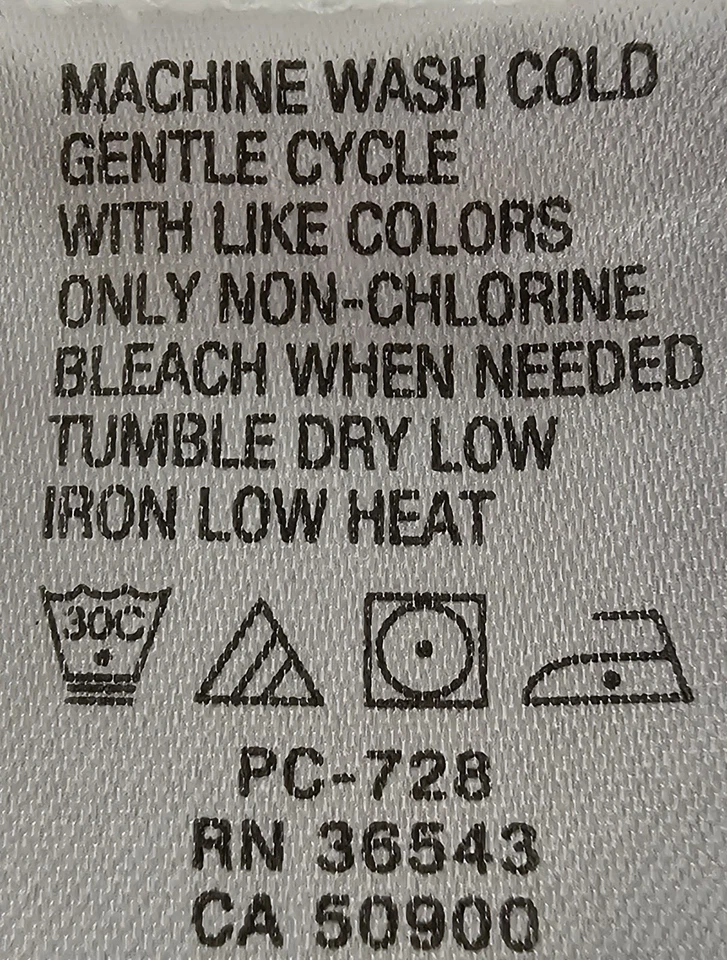 MACHINE WASH COLD
GENTLE CYCLE
WITH LIKE COLORS
ONLY NON-CHLORINE
BLEACH WHEN NEEDED
TUMBLE DRY LOW
IRON LOW HEAT
30C
PC-728
RN 36543
CA 50900